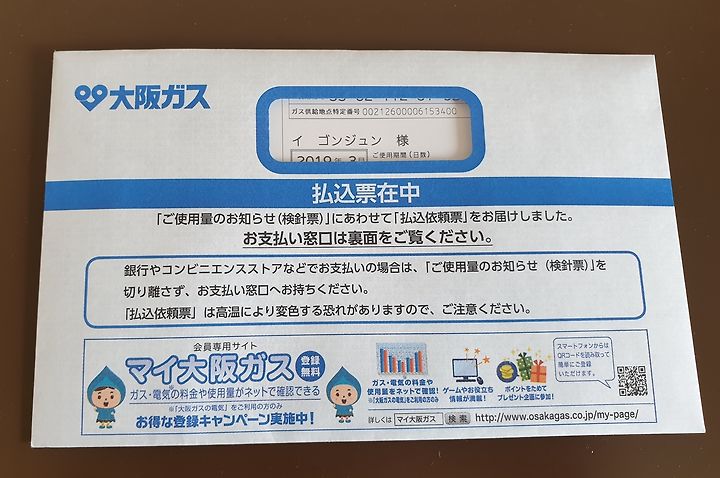 大阪ガス
ガス供給地点特定番号 00212600006153400
イ ゴンジュン 様
2019年 3月 ご使用期間(日数)
払込票在中
「ご使用量のお知らせ(検針票)」にあわせて「払込依頼票」をお届けしました。
お支払い窓口は裏面をご覧ください。
銀行やコンビニエンスストアなどでお支払いの場合は、「ご使用量のお知らせ(検針票)」を
切り離さず、お支払い窓口へお持ちください。
「払込依頼票」は高温により変色する恐れがありますので、ご注意ください。
会員専用サイト
マイ大阪ガス 登録無料
ガス・電気※の料金や使用量がネットで確認できる
※「大阪ガスの電気」をご利用の方のみ
お得な登録キャンペーン実施中!
ガス・電気の料金や
使用量をネットで確認!
※「大阪ガスの電気」をご利用の方のみ
ゲームやお役立ち
情報が満載!
ポイントをためて
プレゼント企画に参加!
スマートフォンからは
QRコードを読み取って
簡単にご登録
いただけます。
詳しくは マイ大阪ガス 検索 http://www.osakagas.co.jp/my-page/